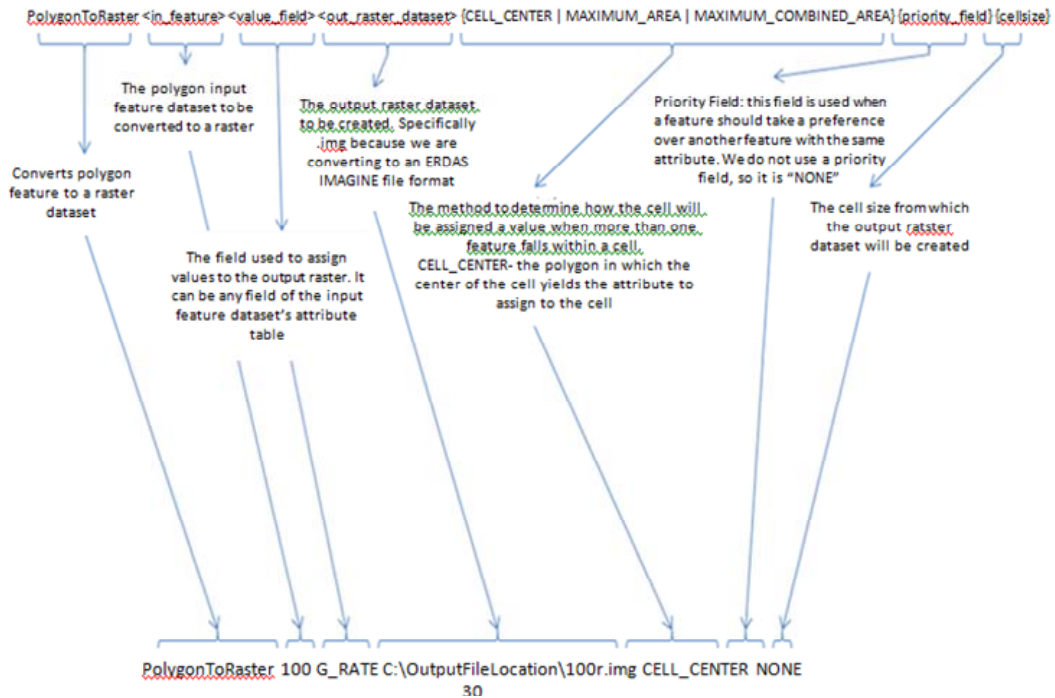 PolygonToRaster <in_feature> <value_field> <out_raster_dataset> {CELL_CENTER | MAXIMUM_AREA | MAXIMUM_COMBINED_AREA} {priority_field} {cellsize}
Converts polygon
feature to a raster
dataset
The polygon input
feature dataset to be
converted to a raster
The field used to assign
values to the output raster. It
can be any field of the input
feature dataset's attribute
table
The output raster dataset
to be created. Specifically
.img because we are
converting to an ERDAS
IMAGINE file format
The method to determine how the cell will
be assigned a value when more than one
feature falls within a cell.
CELL_CENTER- the polygon in which the
center of the cell yields the attribute to
assign to the cell
Priority Field: this field is used when
a feature should take a preference
over another feature with the same
attribute. We do not use a priority
field, so it is "NONE"
The cell size from which
the output ratster
dataset will be created
PolygonToRaster 100 G_RATE C:\OutputFileLocation\100r.img CELL_CENTER NONE
30